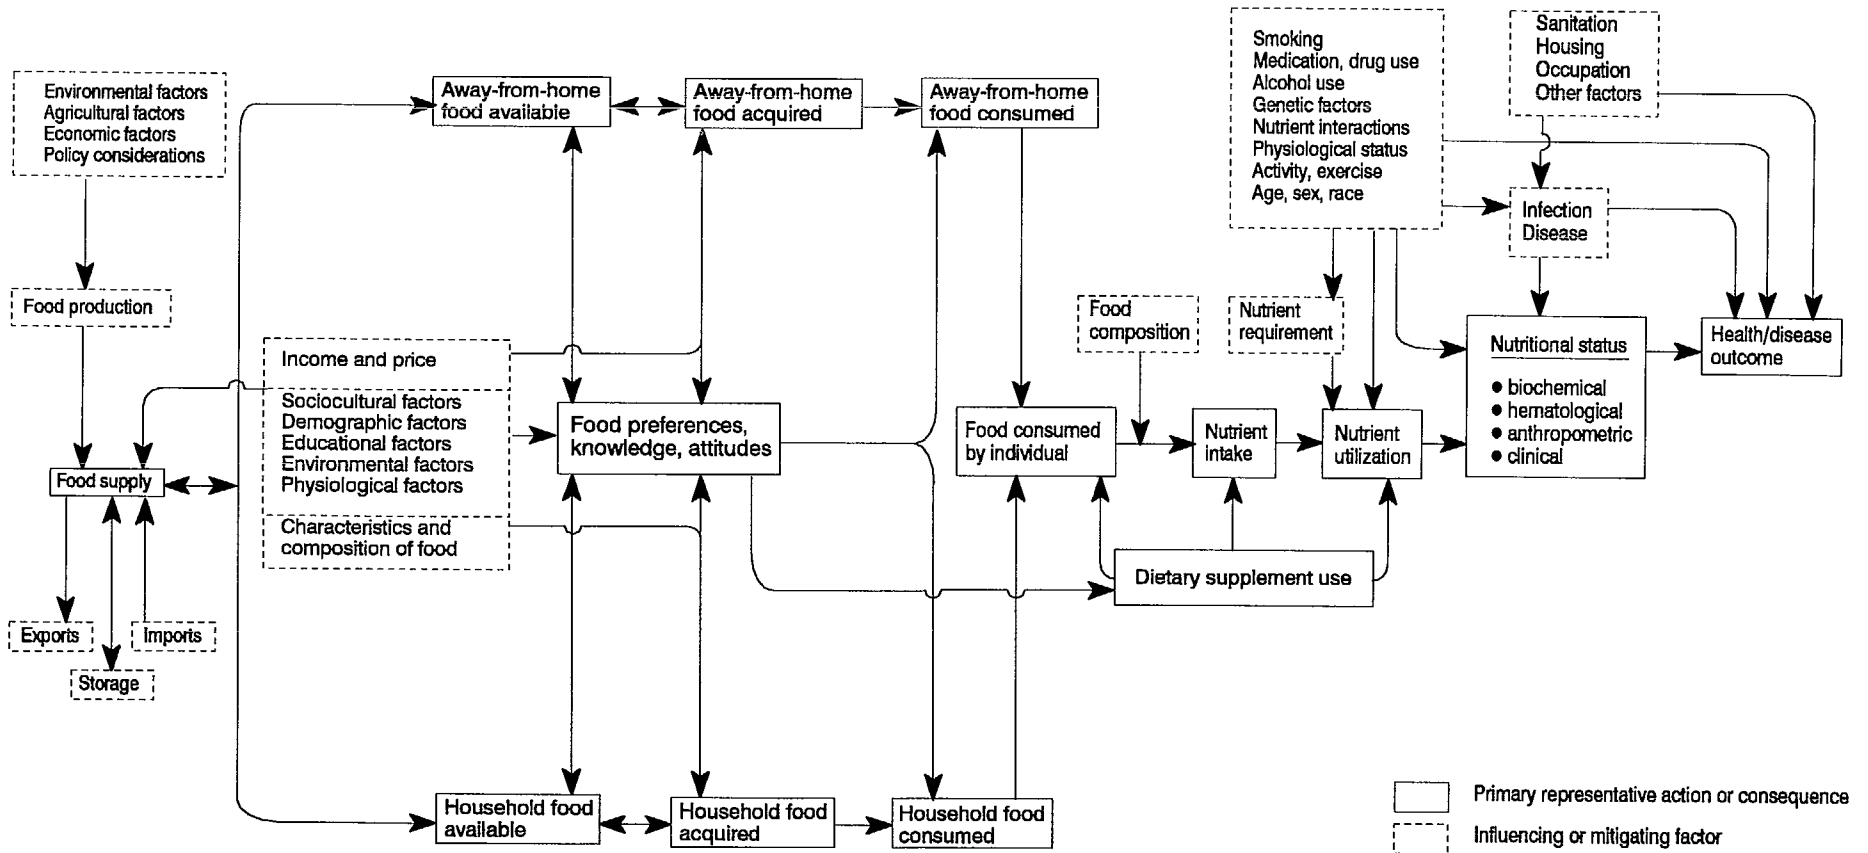 Environmental factors
Agricultural factors
Economic factors
Policy considerations
Food production
Food supply
Exports
Imports
Storage
Income and price
Sociocultural factors
Demographic factors
Educational factors
Environmental factors
Physiological factors
Characteristics and
composition of food
Away-from-home
food available
Away-from-home
food acquired
Away-from-home
food consumed
Food preferences,
knowledge, attitudes
Household food
available
Household food
acquired
Household food
consumed
Food consumed
by individual
Food
composition
Nutrient
intake
Dietary supplement use
Smoking
Medication, drug use
Alcohol use
Genetic factors
Nutrient interactions
Physiological status
Activity, exercise
Age, sex, race
Nutrient
requirement
Nutrient
utilization
Sanitation
Housing
Occupation
Other factors
Infection
Disease
Nutritional status
● biochemical
● hematological
● anthropometric
● clinical
Health/disease
outcome
Primary representative action or consequence
Influencing or mitigating factor